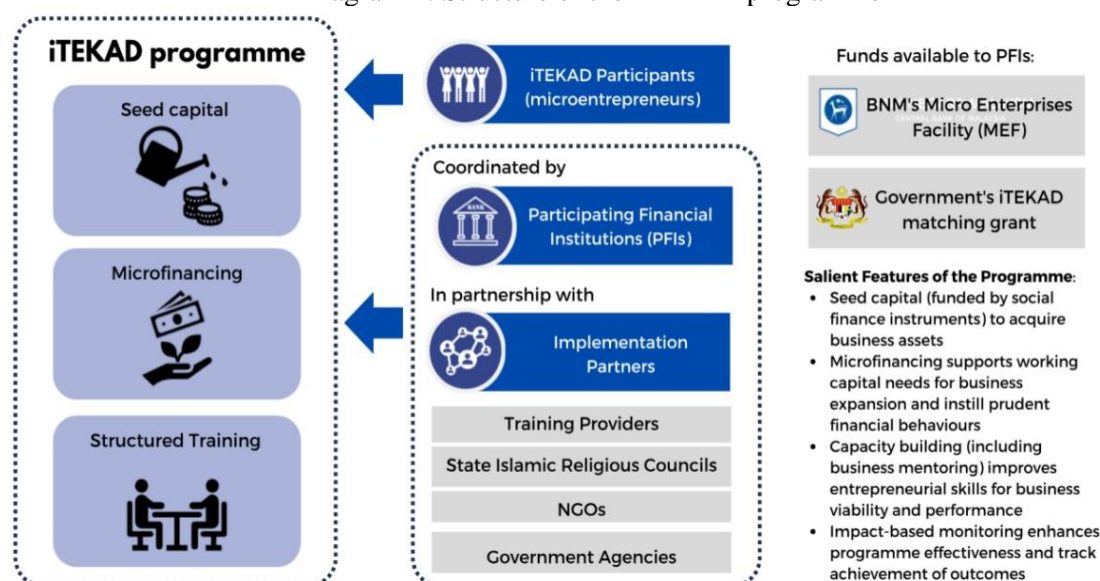 iTEKAD programme
Seed capital
Microfinancing
Structured Training
iTEKAD Participants
(microentrepreneurs)
Coordinated by
BANK
Participating Financial
Institutions (PFIs)
In partnership with
Implementation
Partners
Training Providers
State Islamic Religious Councils
NGOs
Government Agencies
Funds available to PFIs:
BNM's Micro Enterprises
CENTRAL BANK OF MALAYSIA
Facility (MEF)
Government's iTEKAD
matching grant
Salient Features of the Programme:
• Seed capital (funded by social
finance instruments) to acquire
business assets
• Microfinancing supports working
capital needs for business
expansion and instill prudent
financial behaviours
• Capacity building (including
business mentoring) improves
entrepreneurial skills for business
viability and performance
• Impact-based monitoring enhances
programme effectiveness and track
achievement of outcomes